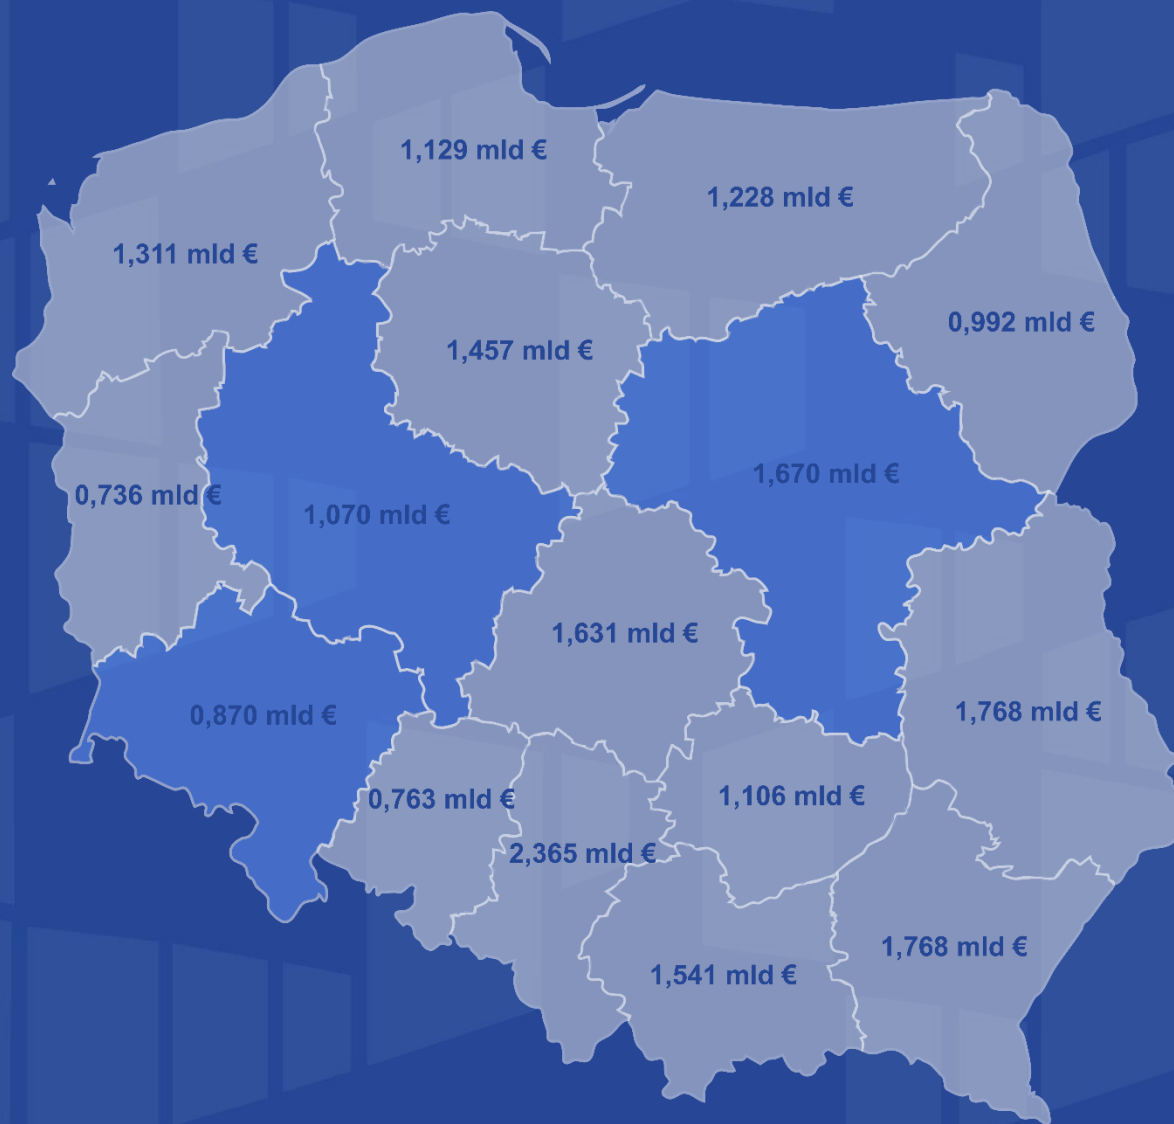 1,129 mld €
1,228 mld €
1,311 mld €
0,992 mld €
1,457 mld €
1,670 mld €
0,736 mld €
1,070 mld €
1,631 mld €
1,768 mld €
0,870 mld €
0,763 mld €
1,106 mld €
2,365 mld €
1,768 mld €
1,541 mld €